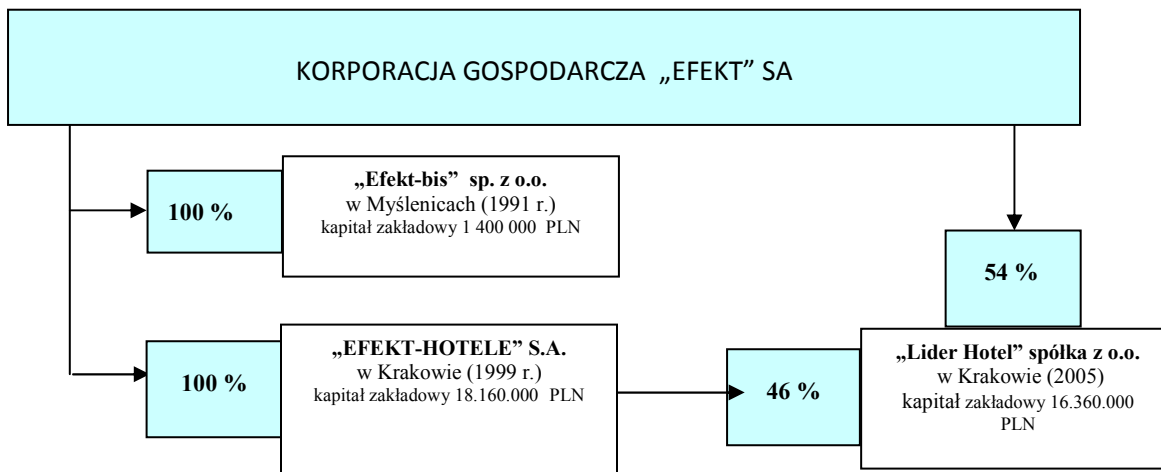 KORPORACJA GOSPODARCZA „EFEKT” SA
100 %
„Efekt-bis” sp. z o.o.
w Myślenicach (1991 r.)
kapitał zakładowy 1 400 000 PLN
54 %
100 %
„EFEKT-HOTELE” S.A.
w Krakowie (1999 r.)
kapitał zakładowy 18.160.000 PLN
46 %
„Lider Hotel” spółka z o.o.
w Krakowie (2005)
kapitał zakładowy 16.360.000
PLN